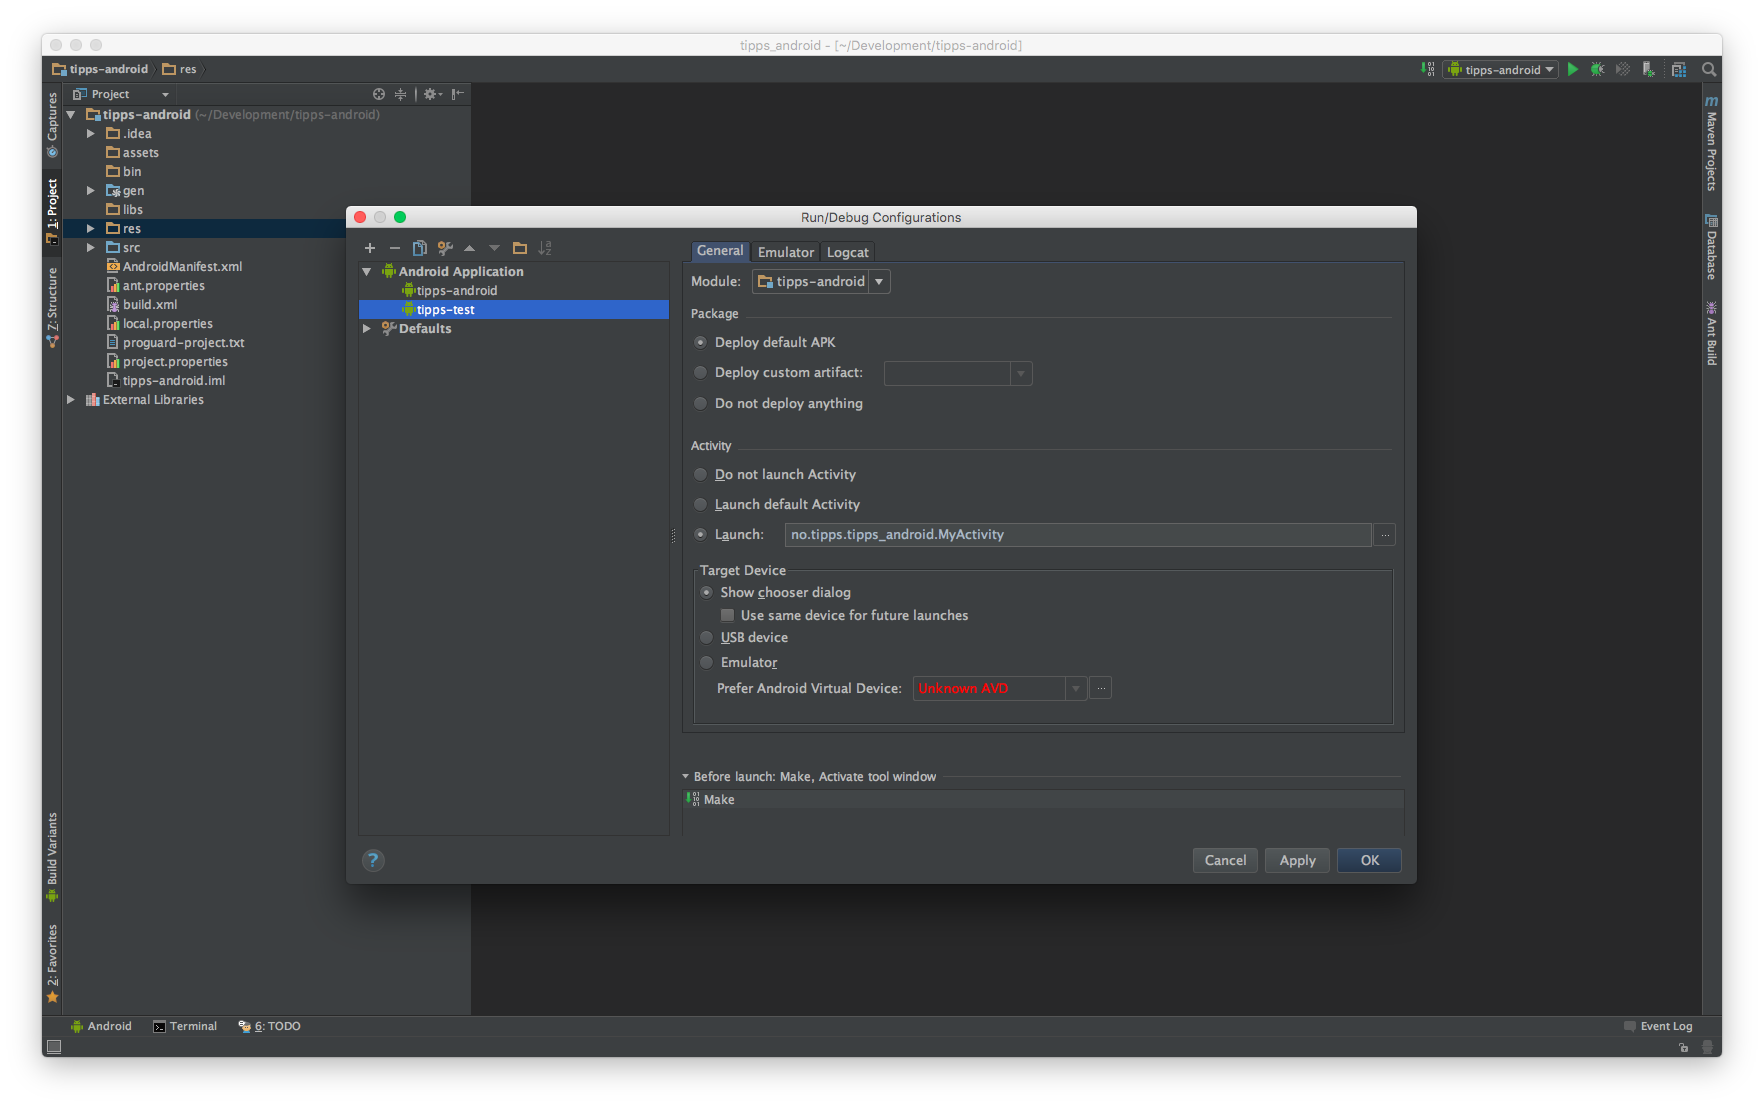 tipps_android - [~/Development/tipps-android]
tipps-android
res
tipps-android
Captures
1: Project
Z: Structure
Build Variants
2: Favorites
Project
tipps-android (~/Development/tipps-android)
.idea
assets
bin
gen
libs
res
src
AndroidManifest.xml
ant.properties
build.xml
local.properties
proguard-project.txt
project.properties
tipps-android.iml
External Libraries
Run/Debug Configurations
Android Application
tipps-android
tipps-test
Defaults
General
Emulator
Logcat
Module:
tipps-android
Package
Deploy default APK
Deploy custom artifact:
Do not deploy anything
Activity
Do not launch Activity
Launch default Activity
Launch:
no.tipps.tipps_android.MyActivity
...
Target Device
Show chooser dialog
Use same device for future launches
USB device
Emulator
Prefer Android Virtual Device:
Unknown AVD
...
Before launch: Make, Activate tool window
Make
?
Cancel
Apply
OK
m
Maven Projects
Database
Ant Build
Android
Terminal
6: TODO
Event Log